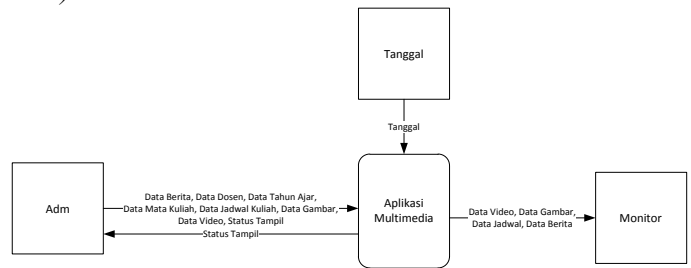 Tanggal
Tanggal
Adm
Data Berita, Data Dosen, Data Tahun Ajar,
Data Mata Kuliah, Data Jadwal Kuliah, Data Gambar,
Data Video, Status Tampil
Status Tampil
Aplikasi
Multimedia
Data Video, Data Gambar,
Data Jadwal, Data Berita
Monitor